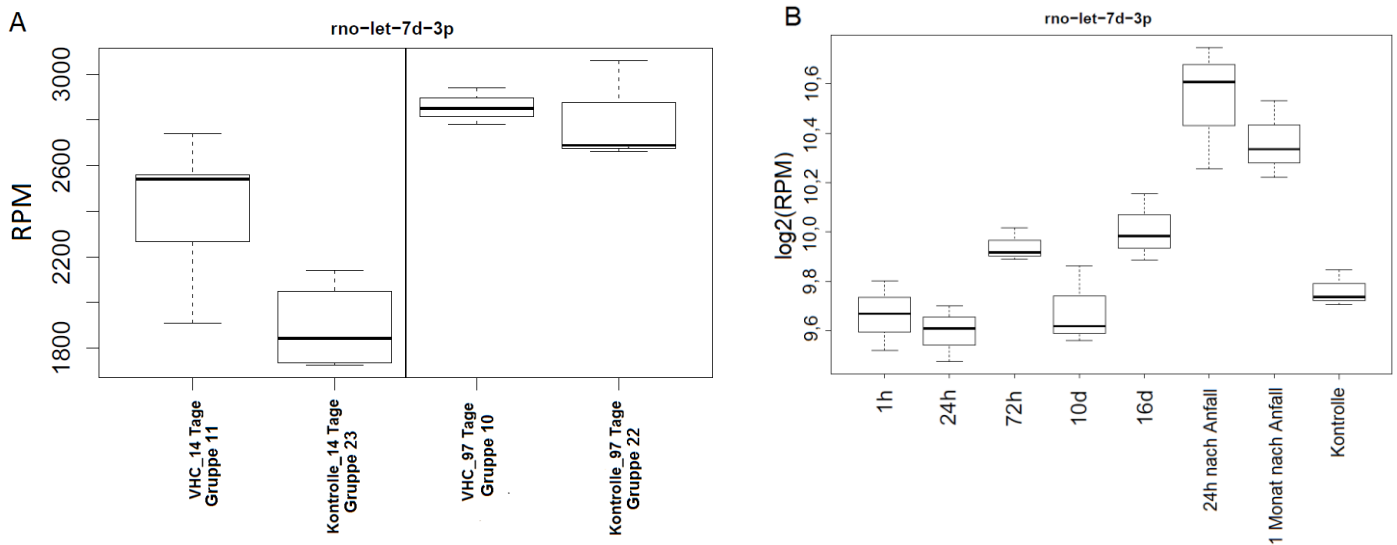 A
rno−let−7d−3p
RPM
3000
2600
2200
1800
VHC_14 Tage
Gruppe 11
Kontrolle_14 Tage
Gruppe 23
VHC_97 Tage
Gruppe 10
Kontrolle_97 Tage
Gruppe 22
B
rno−let−7d−3p
log2(RPM)
10,6
10,4
10,2
10,0
9,8
9,6
1h
24h
72h
10d
16d
24h nach Anfall
1 Monat nach Anfall
Kontrolle